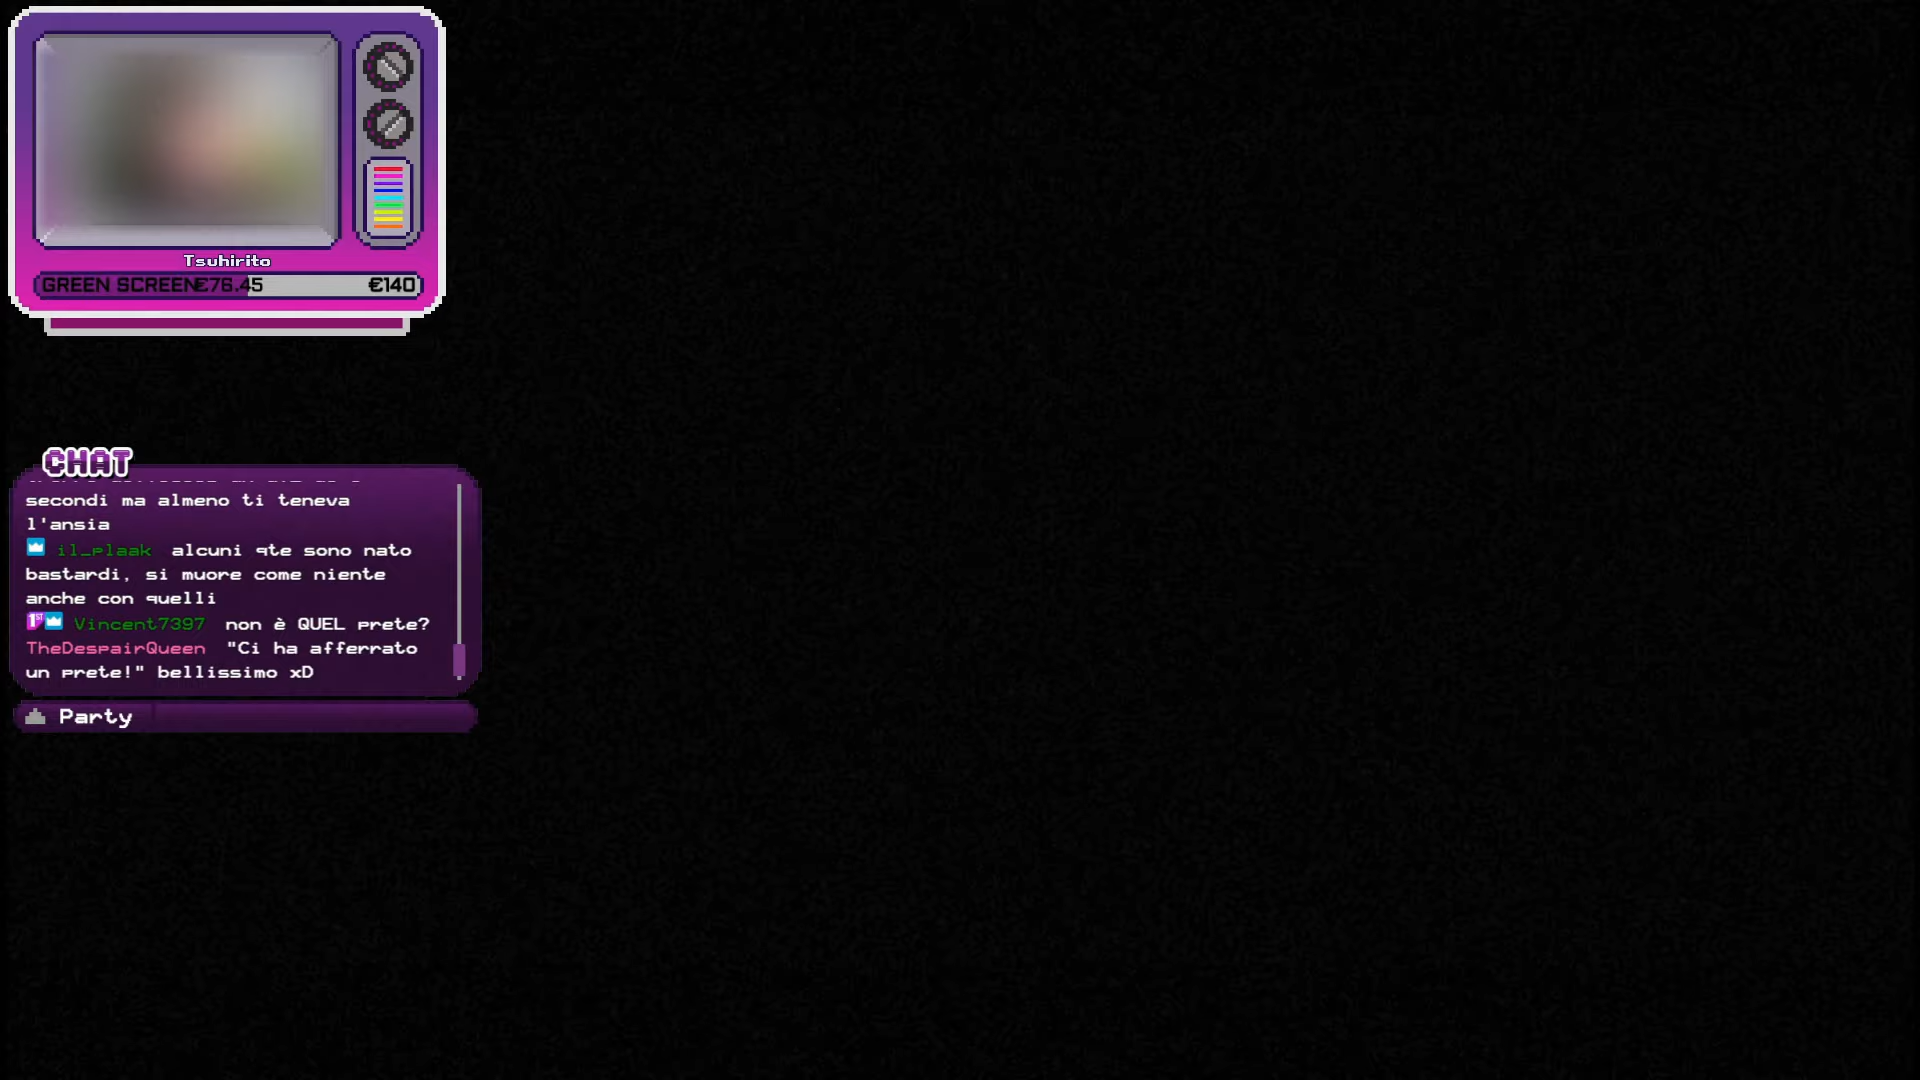 Tsuhirito
GREEN SCREEN €76.45 €140
CHAT
secondi ma almeno ti teneva
l'ansia
il_plaak alcuni qte sono nato
bastardi, si muore come niente
anche con quelli
1ST Vincent7397 non è QUEL prete?
TheDespairQueen "Ci ha afferrato
un prete!" bellissimo xD
Party